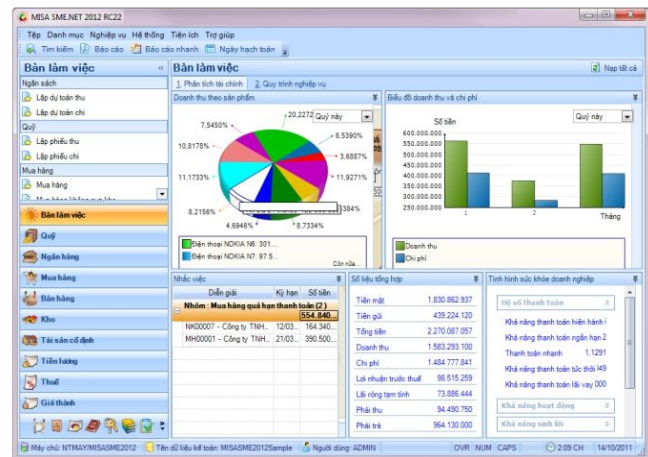 MISA SME.NET 2012 RC22
Tệp Danh mục Nghiệp vụ Hệ thống Tiện ích Trợ giúp
Tìm kiếm Báo cáo Báo cáo nhanh Ngày hạch toán
Bàn làm việc «
Ngân sách
Lập dự toán thu
Lập dự toán chi
Quỹ
Lập phiếu thu
Lập phiếu chi
Mua hàng
Mua hàng
Bàn làm việc
Quỹ
Ngân hàng
Mua hàng
Bán hàng
Kho
Tài sản cố định
Tiền lương
Thuế
Giá thành
Bàn làm việc
Nạp tất cả
1. Phân tích tài chính 2. Quy trình nghiệp vụ
Doanh thu theo sản phẩm
Quý này
20,2272
7,5450%
6,5390%
10,8178%
3,6887%
11,1733%
11,9271%
8,2156%
3384%
4,6946%
8,7334%
Điện thoại NOKIA N6: 301...
Điện thoại NOKIA N7: 97.5...
Còn nữa...
Biểu đồ doanh thu và chi phí
Quý này
Số tiền
600.000.000
550.000.000
500.000.000
450.000.000
400.000.000
350.000.000
300.000.000
250.000.000
1 2
Tháng
Doanh thu
Chi phí
Nhắc việc
Diễn giải Kỳ hạn Số tiền
Nhóm : Mua hàng quá hạn thanh toán (2)
554.840...
NK00007 - Công ty TNH... 12/03... 164.340...
MH00001 - Công ty TNH... 21/03... 390.500...
Số liệu tổng hợp
Tiền mặt 1.830.862.937
Tiền gửi 439.224.120
Tổng tiền 2.270.087.057
Doanh thu 1.583.293.100
Chi phí 1.484.777.841
Lợi nhuận trước thuế 98.515.259
Lãi ròng tạm tính 73.886.444
Phải thu 94.490.750
Phải trả 964.130.000
Tình hình sức khỏe doanh nghiệp
Hệ số thanh toán
Khả năng thanh toán hiện hành
Khả năng thanh toán ngắn hạn 2
Thanh toán nhanh 1,1291
Khả năng thanh toán tức thời
Khả năng thanh toán lãi vay 000
Khả năng hoạt động
Khả năng sinh lời
Máy chủ: NTMAY/MISASME2012 Tên dữ liệu kế toán: MISASME2012Sample Người dùng: ADMIN OVR NUM CAPS 2:09 CH 14/10/2011